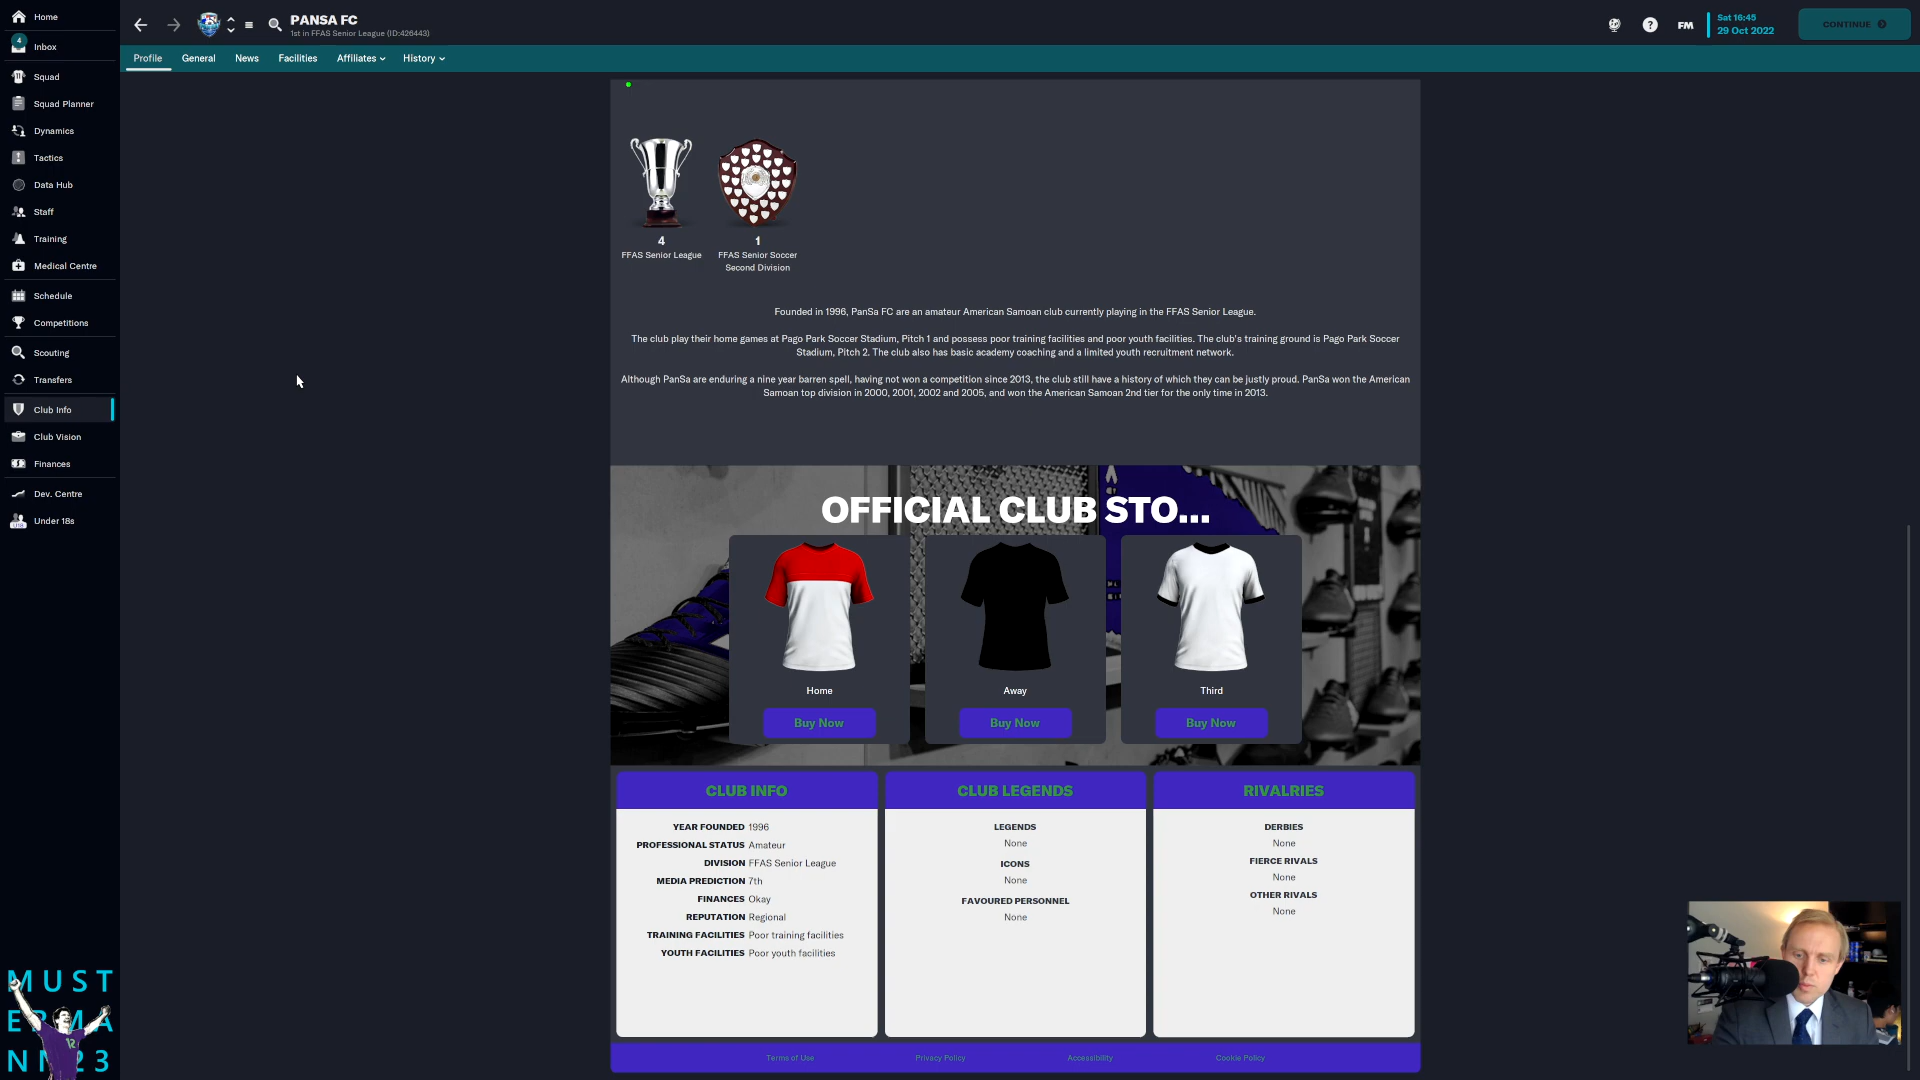 Home
4
Inbox
Squad
Squad Planner
Dynamics
Tactics
Data Hub
Staff
Training
Medical Centre
Schedule
Competitions
Scouting
Transfers
Club Info
Club Vision
Finances
Dev. Centre
Under 18s
MUST
ERMA
NN23
PANSA FC
1st in FFAS Senior League (ID:426443)
?
FM
Sat 16:45
29 Oct 2022
CONTINUE
Profile
General
News
Facilities
Affiliates
History
4
FFAS Senior League
1
FFAS Senior Soccer
Second Division
Founded in 1996, PanSa FC are an amateur American Samoan club currently playing in the FFAS Senior League.
The club play their home games at Pago Park Soccer Stadium, Pitch 1 and possess poor training facilities and poor youth facilities. The club's training ground is Pago Park Soccer
Stadium, Pitch 2. The club also has basic academy coaching and a limited youth recruitment network.
Although PanSa are enduring a nine year barren spell, having not won a competition since 2013, the club still have a history of which they can be justly proud. PanSa won the American
Samoan top division in 2000, 2001, 2002 and 2005, and won the American Samoan 2nd tier for the only time in 2013.
OFFICIAL CLUB STO...
Home
Away
Third
Buy Now
Buy Now
Buy Now
CLUB INFO
YEAR FOUNDED 1996
PROFESSIONAL STATUS Amateur
DIVISION FFAS Senior League
MEDIA PREDICTION 7th
FINANCES Okay
REPUTATION Regional
TRAINING FACILITIES Poor training facilities
YOUTH FACILITIES Poor youth facilities
CLUB LEGENDS
LEGENDS
None
ICONS
None
FAVOURED PERSONNEL
None
RIVALRIES
DERBIES
None
FIERCE RIVALS
None
OTHER RIVALS
None
Terms of Use
Privacy Policy
Accessibility
Cookie Policy